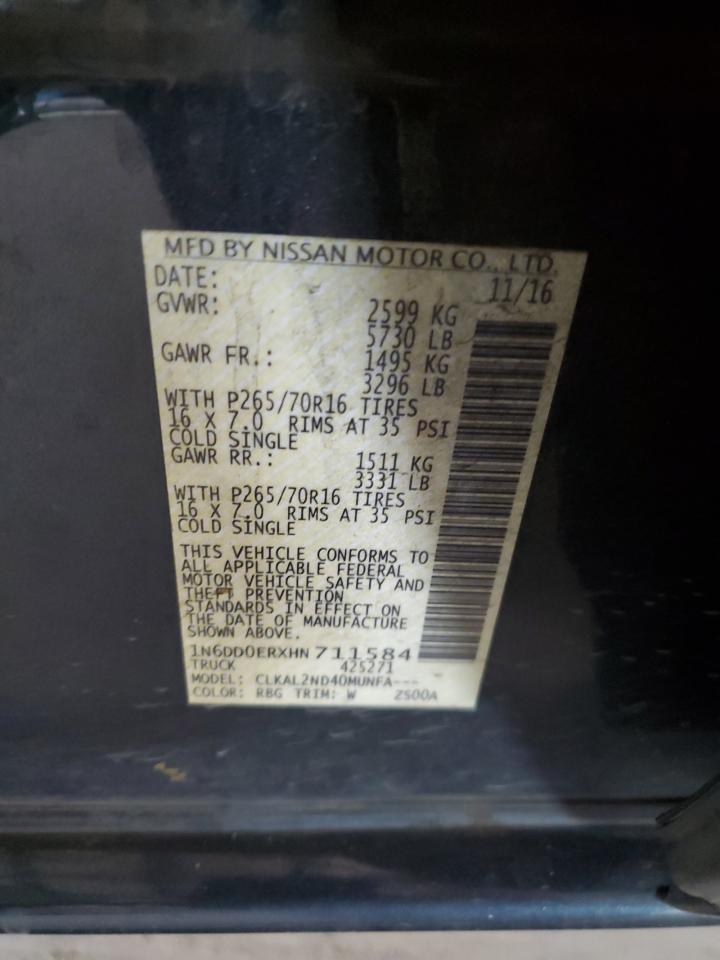 MFD BY NISSAN MOTOR CO., LTD.
DATE: 11/16
GVWR: 2599 KG
5730 LB
GAWR FR.: 1495 KG
3296 LB
WITH P265/70R16 TIRES
16 X 7.0 RIMS AT 35 PSI
COLD SINGLE
GAWR RR.: 1511 KG
3331 LB
WITH P265/70R16 TIRES
16 X 7.0 RIMS AT 35 PSI
COLD SINGLE
THIS VEHICLE CONFORMS TO
ALL APPLICABLE FEDERAL
MOTOR VEHICLE SAFETY AND
THEFT PREVENTION
STANDARDS IN EFFECT ON
THE DATE OF MANUFACTURE
SHOWN ABOVE.
1N6DD0ERXHN711584
TRUCK 425271
MODEL: CLKAL2ND40MUNFA---
COLOR: RBG TRIM: W ZS00A